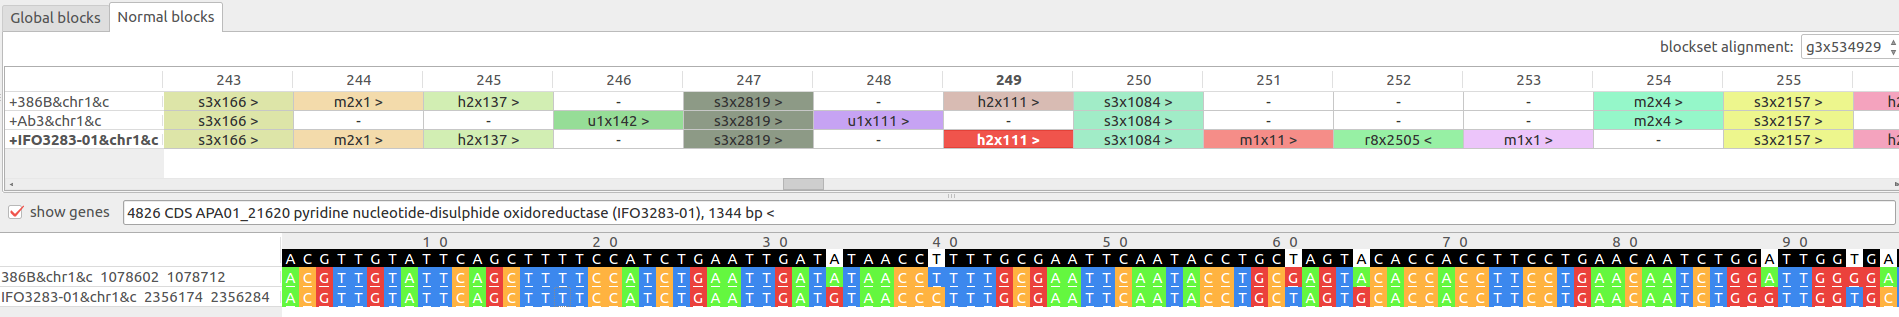 Global blocks Normal blocks
blockset alignment: g3x534929
243 244 245 246 247 248 249 250 251 252 253 254 255
+386B&chr1&c s3x166 > m2x1 > h2x137 > - s3x2819 > - h2x111 > s3x1084 > - - - m2x4 > s3x2157 > h2
+Ab3&chr1&c s3x166 > - - u1x142 > s3x2819 > u1x111 > - s3x1084 > - - - m2x4 > s3x2157 > -
+IFO3283-01&chr1&c s3x166 > m2x1 > h2x137 > - s3x2819 > - h2x111 > s3x1084 > m1x11 > r8x2505 < m1x1 > - s3x2157 > h2
show genes 4826 CDS APA01_21620 pyridine nucleotide-disulphide oxidoreductase (IFO3283-01), 1344 bp <
10 20 30 40 50 60 70 80 90
ACGTTGTATTCAGCTTTTCCATCTGAATTGATATAACCTTTTGCGAATTCAATACCTGCTAGTACACCACCTTCCTGAACAATCTGGATTGGTGA
386B&chr1&c 1078602 1078712 ACGTTGTATTCAGCTTTTCCATCTGAATTGATATAACCTTTTGCGAATTCAATACCTGCTAGTACACCACCTTCCTGAACAATCTGGATTGGGGA
IFO3283-01&chr1&c 2356174 2356284 ACGTTGTATTCAGCTTTTCCATCTGAATTGATGTAACCCTTTGCGAATTCAATACCTGCTAGTGCACCACCTTCCTGAACAATCTGGGTTGGTGC